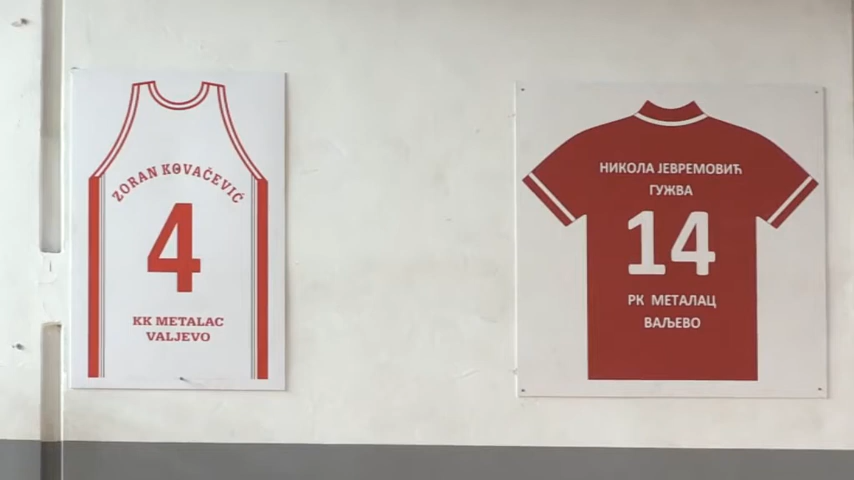 ZORAN KOVAČEVIĆ
4
KK METALAC
VALJEVO
НИКОЛА ЈЕВРЕМОВИЋ
ГУЖВА
14
РК МЕТАЛАЦ
ВАЉЕВО